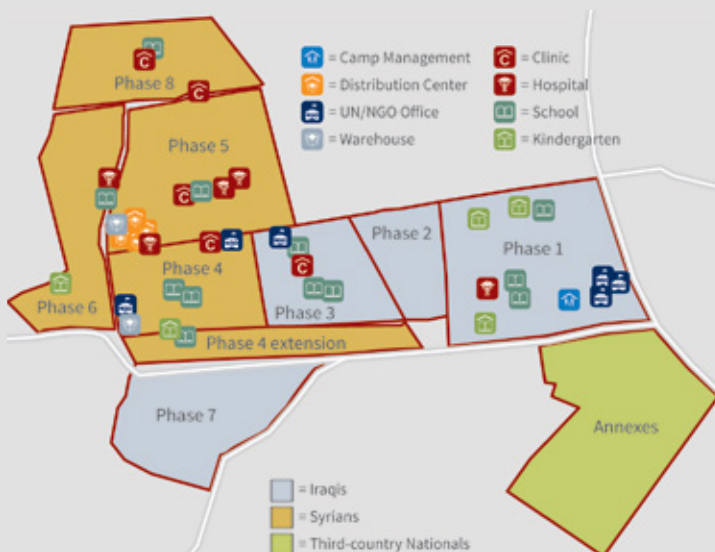 Phase 8
= Camp Management
= Clinic
= Distribution Center
= Hospital
= UN/NGO Office
= School
= Warehouse
= Kindergarten
Phase 5
Phase 2
Phase 1
Phase 4
Phase 3
Phase 6
Phase 4 extension
Phase 7
Annexes
= Iraqis
= Syrians
= Third-country Nationals